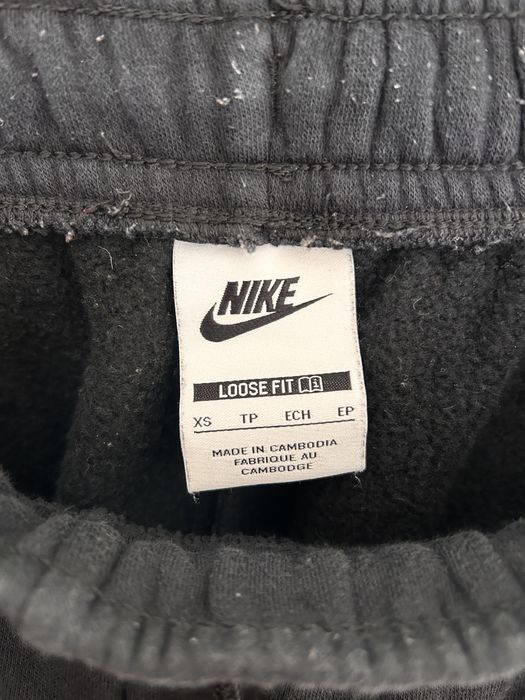 NIKE
LOOSE FIT
XS TP ECH EP
MADE IN CAMBODIA
FABRIQUE AU
CAMBODGE